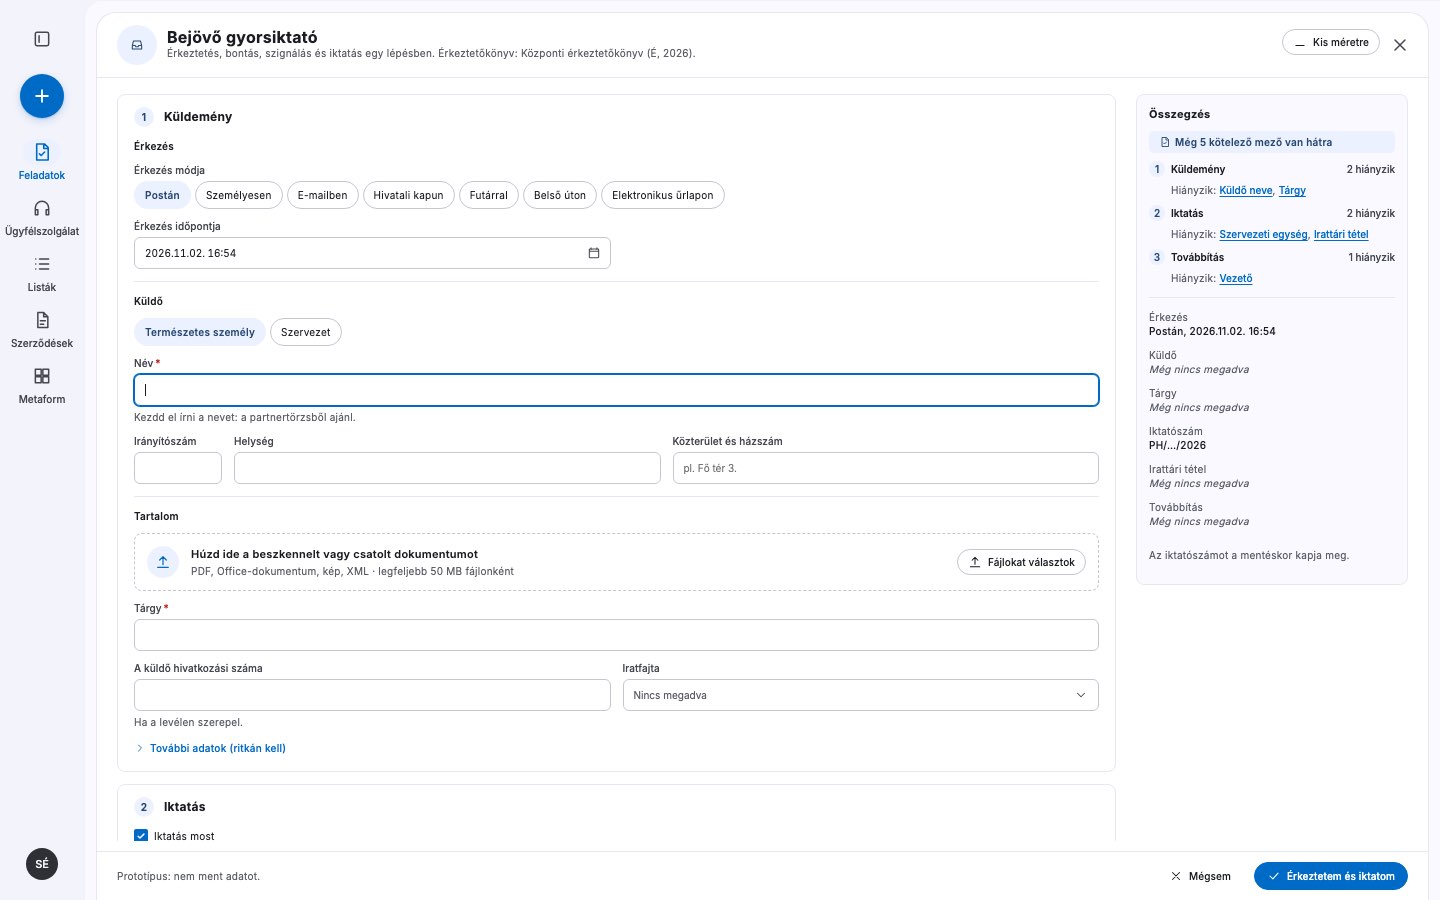 Bejövő gyorsiktató
Érkeztetés, bontás, szignálás és iktatás egy lépésben. Érkeztetőkönyv: Központi érkeztetőkönyv (É, 2026).
Kis méretre
Feladatok
Ügyfélszolgálat
Listák
Szerződések
Metaform
SÉ
1 Küldemény
Érkezés
Érkezés módja
Postán Személyesen E-mailben Hivatali kapun Futárral Belső úton Elektronikus űrlapon
Érkezés időpontja
2026.11.02. 16:54
Küldő
Természetes személy Szervezet
Név *
Kezdd el írni a nevet: a partnertörzsből ajánl.
Irányítószám Helység Közterület és házszám
pl. Fő tér 3.
Tartalom
Húzd ide a beszkennelt vagy csatolt dokumentumot
PDF, Office-dokumentum, kép, XML · legfeljebb 50 MB fájlonként
Fájlokat választok
Tárgy *
A küldő hivatkozási száma Iratfajta
Nincs megadva
Ha a levélen szerepel.
További adatok (ritkán kell)
2 Iktatás
Iktatás most
Összegzés
Még 5 kötelező mező van hátra
1 Küldemény 2 hiányzik
Hiányzik: Küldő neve, Tárgy
2 Iktatás 2 hiányzik
Hiányzik: Szervezeti egység, Irattári tétel
3 Továbbítás 1 hiányzik
Hiányzik: Vezető
Érkezés
Postán, 2026.11.02. 16:54
Küldő
Még nincs megadva
Tárgy
Még nincs megadva
Iktatószám
PH/.../2026
Irattári tétel
Még nincs megadva
Továbbítás
Még nincs megadva
Az iktatószámot a mentéskor kapja meg.
Prototípus: nem ment adatot.
Mégsem
Érkeztetem és iktatom